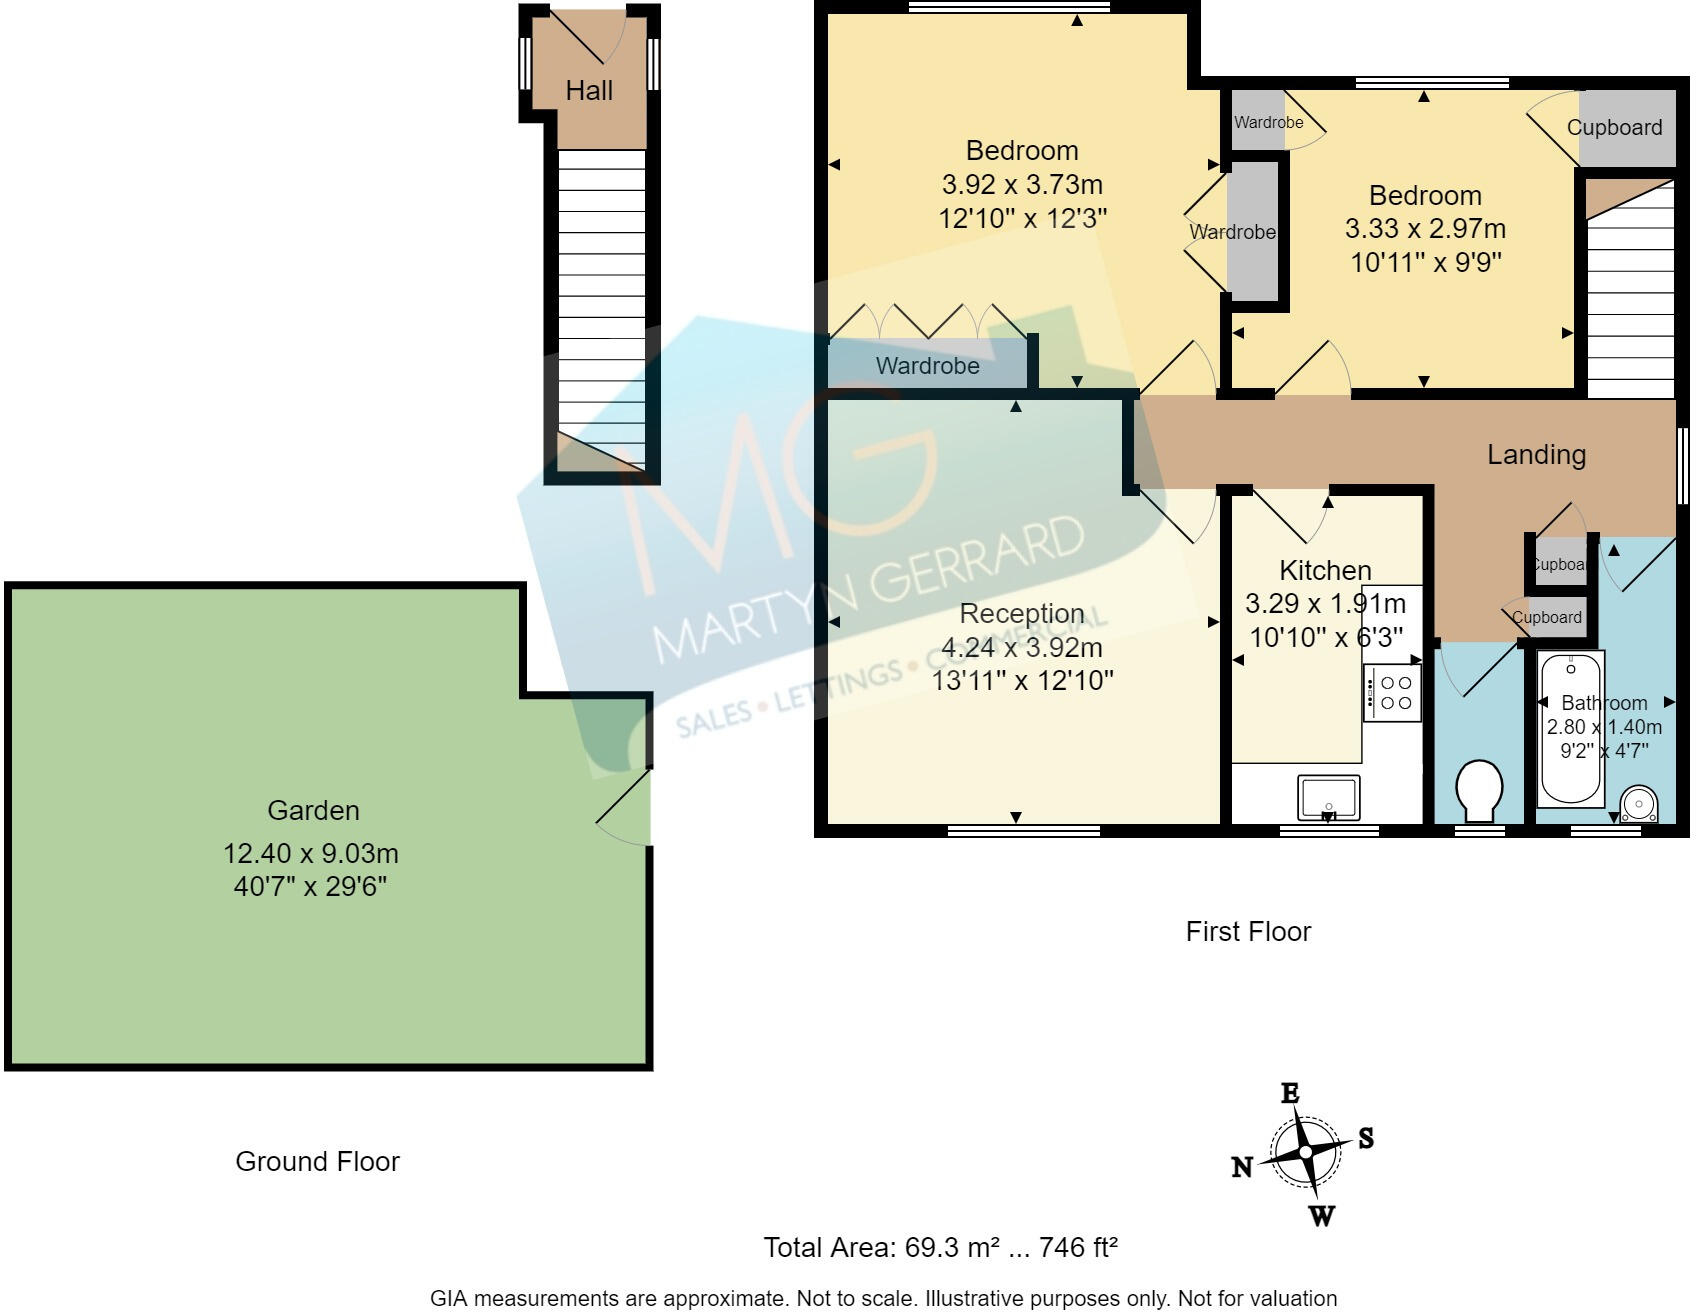 Hall
Bedroom
3.92 x 3.73m
12'10" x 12'3"
Wardrobe
Cupboard
Wardrobe
Bedroom
3.33 x 2.97m
10'11" x 9'9"
Wardrobe
Landing
MG
MARTYN GERRARD
SALES • LETTINGS • COMMERCIAL
Reception
4.24 x 3.92m
13'11" x 12'10"
Kitchen
3.29 x 1.91m
10'10" x 6'3"
Cupboar
Cupboard
Bathroom
2.80 x 1.40m
9'2" x 4'7"
Garden
12.40 x 9.03m
40'7" x 29'6"
First Floor
Ground Floor
E
S
N
W
Total Area: 69.3 m² ... 746 ft²
GIA measurements are approximate. Not to scale. Illustrative purposes only. Not for valuation